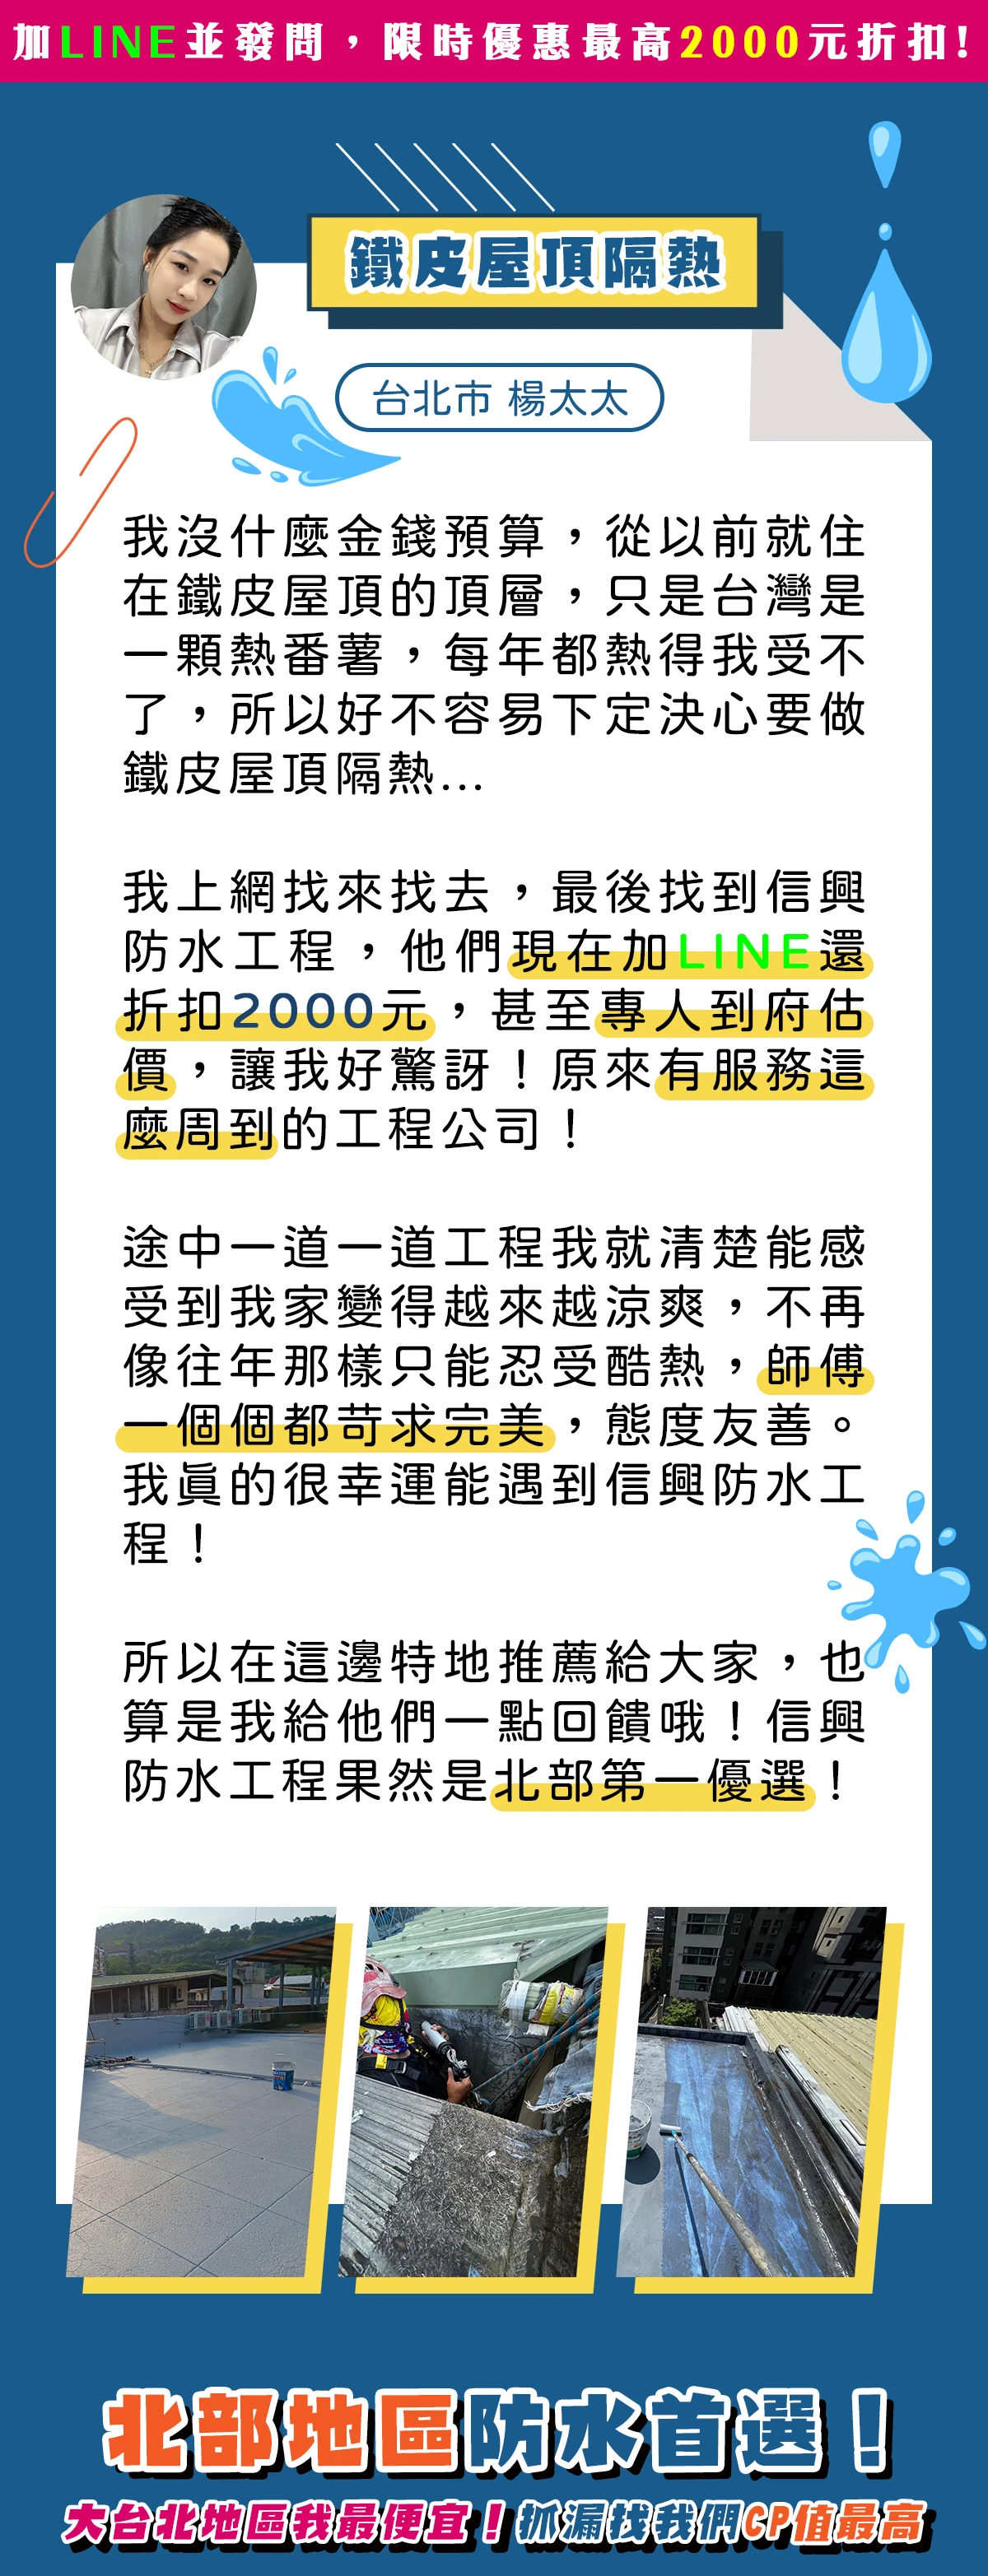 加LINE並發問，限時優惠最高2000元折扣!
鐵皮屋頂隔熱
台北市 楊太太
我沒什麼金錢預算，從以前就住
在鐵皮屋頂的頂層，只是台灣是
一顆熱番薯，每年都熱得我受不
了，所以好不容易下定決心要做
鐵皮屋頂隔熱...
我上網找來找去，最後找到信興
防水工程，他們現在加LINE還
折扣2000元，甚至專人到府估
價，讓我好驚訝！原來有服務這
麼周到的工程公司！
途中一道一道工程我就清楚能感
受到我家變得越來越涼爽，不再
像往年那樣只能忍受酷熱，師傅
一個個都苛求完美，態度友善。
我真的很幸運能遇到信興防水工
程！
所以在這邊特地推薦給大家，也
算是我給他們一點回饋哦！信興
防水工程果然是北部第一優選！
北部地區防水首選！
大台北地區我最便宜！抓漏找我們CP值最高